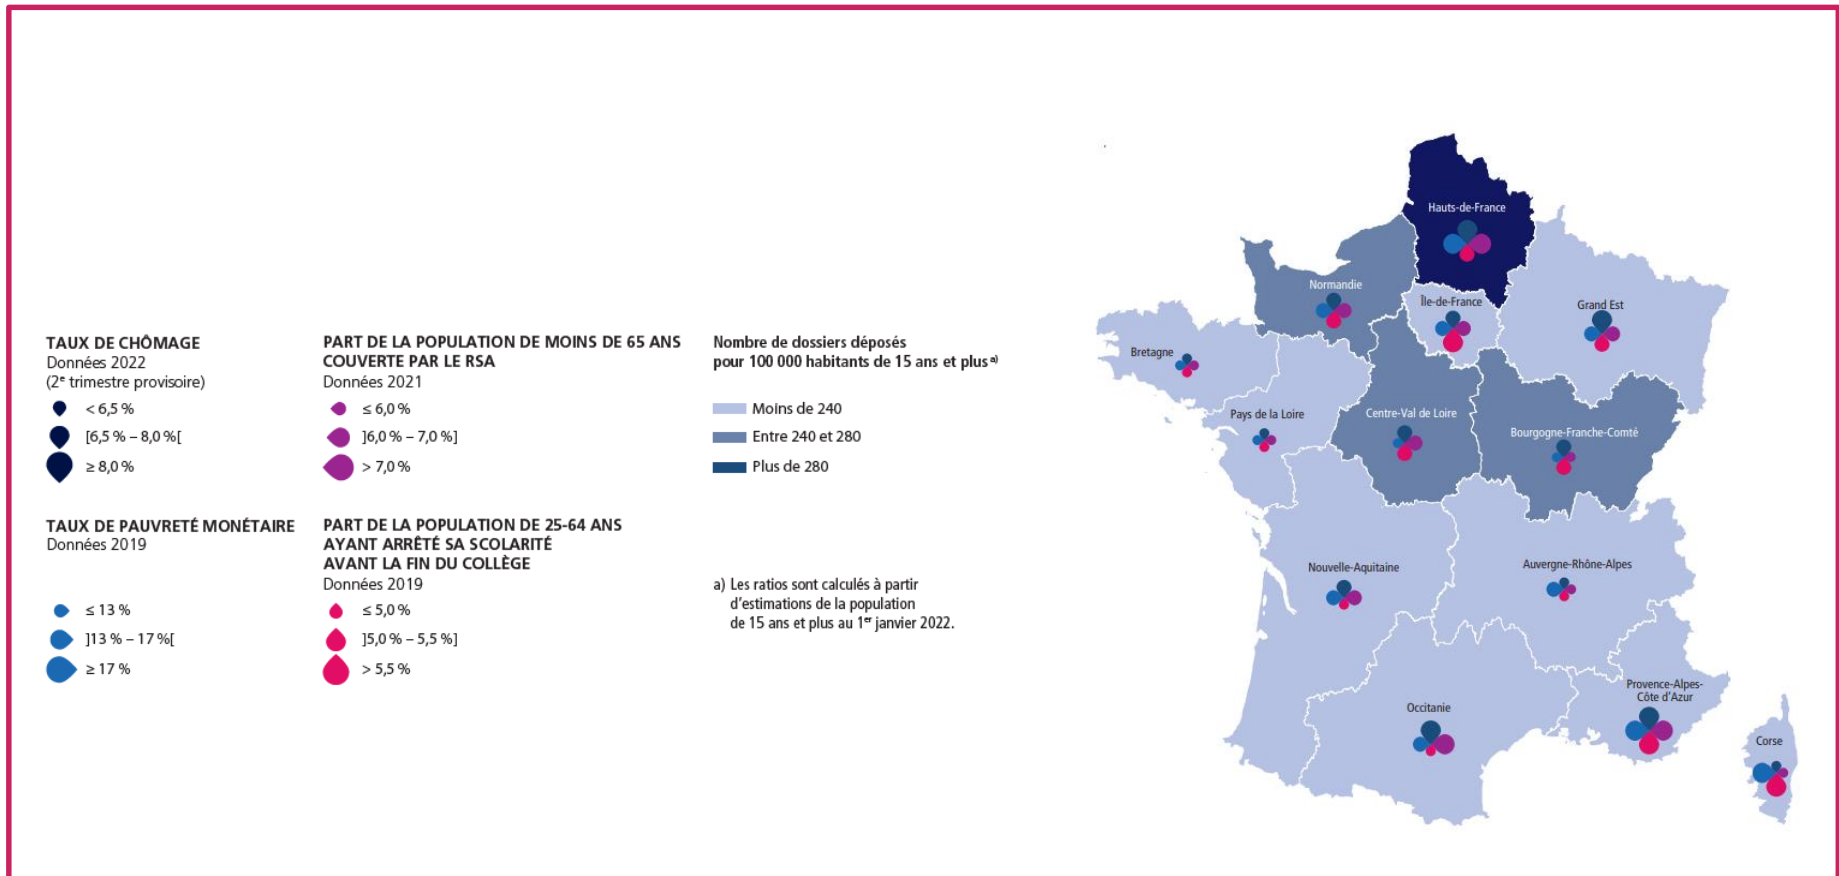 TAUX DE CHÔMAGE
Données 2022
(2e trimestre provisoire)
< 6,5 %
[6,5 % – 8,0 %[
≥ 8,0 %
PART DE LA POPULATION DE MOINS DE 65 ANS
COUVERTE PAR LE RSA
Données 2021
≤ 6,0 %
]6,0 % – 7,0 %]
> 7,0 %
Nombre de dossiers déposés
pour 100 000 habitants de 15 ans et plus a)
Moins de 240
Entre 240 et 280
Plus de 280
TAUX DE PAUVRETÉ MONÉTAIRE
Données 2019
≤ 13 %
]13 % – 17 %[
≥ 17 %
PART DE LA POPULATION DE 25-64 ANS
AYANT ARRÊTÉ SA SCOLARITÉ
AVANT LA FIN DU COLLÈGE
Données 2019
≤ 5,0 %
]5,0 % – 5,5 %]
> 5,5 %
a) Les ratios sont calculés à partir
d'estimations de la population
de 15 ans et plus au 1er janvier 2022.
Hauts-de-France
Normandie
Île-de-France
Grand Est
Bretagne
Pays de la Loire
Centre-Val de Loire
Bourgogne-Franche-Comté
Nouvelle-Aquitaine
Auvergne-Rhône-Alpes
Provence-Alpes-
Côte d'Azur
Occitanie
Corse